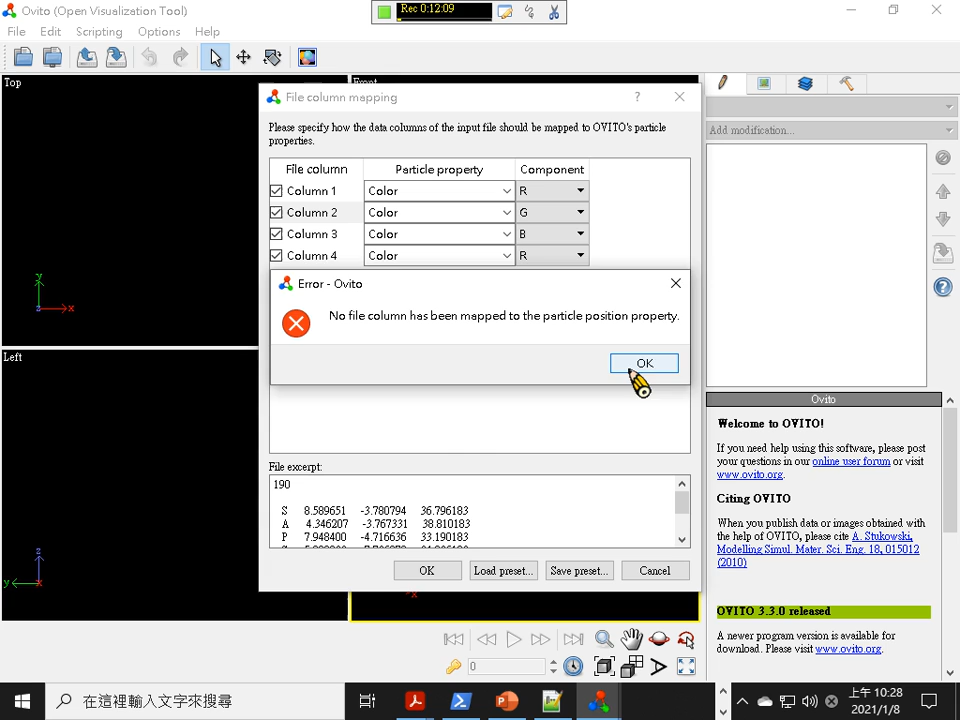 Ovito (Open Visualization Tool)
Rec 0:12:09
File Edit Scripting Options Help
Top
Front
File column mapping
?
Please specify how the data columns of the input file should be mapped to OVITO's particle
properties.
File column Particle property Component
Column 1 Color R
Column 2 Color G
Column 3 Color B
Column 4 Color R
Error - Ovito
No file column has been mapped to the particle position property.
OK
File excerpt:
190
S 8.589651 -3.780794 36.796183
A 4.346207 -3.767331 38.810183
P 7.948400 -4.716636 33.190183
OK Load preset... Save preset... Cancel
Add modification...
Ovito
Welcome to OVITO!
If you need help using this software, please post
your questions in our online user forum or visit
www.ovito.org.
Citing OVITO
When you publish data or images obtained with
the help of OVITO, please cite A. Stukowski,
Modelling Simul. Mater. Sci. Eng. 18, 015012
(2010)
OVITO 3.3.0 released
A newer program version is available for
download. Please visit www.ovito.org.
y
x
Left
z
y
x
x
0
在這裡輸入文字來搜尋
上午 10:28
2021/1/8